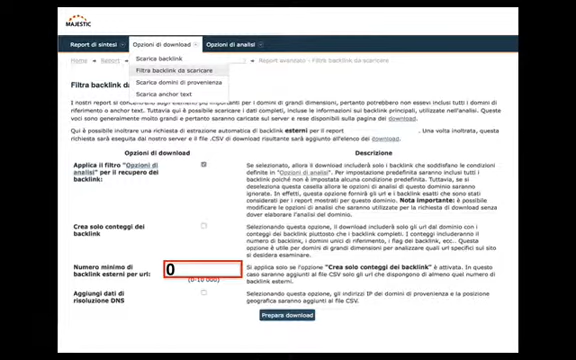 MAJESTIC
Report di sintesi Opzioni di download Opzioni di analisi
Scarica backlink
Home Report Report avanzato Filtra backlink da scaricare
Filtra backlink da scaricare
Scarica domini di provenienza
Filtra backlink da
Scarica anchor text
I nostri report si concentrano sugli elementi più importanti per i domini di grandi dimensioni, pertanto potrebbero non esservi inclusi tutti i domini di
riferimento o anchor text. Tuttavia qui è possibile scaricare i dati completi, incluse le informazioni sui backlink principali, utilizzati per i report. Queste
voci sono generalmente molto grandi e pertanto saranno caricate sul server e rese disponibili sulla pagina dei download.
Qui è possibile inoltrare una richiesta di estrazione automatica di backlink esterni per il report . Una volta inoltrata, questa
richiesta sarà eseguita dal nostro server e il file .CSV di download risultante sarà aggiunto all'elenco dei download.
Opzioni di download Descrizione
Applica il filtro "Opzioni di
analisi" per il recupero dei
backlink:
Se selezionato, allora il download includerà solo i backlink che soddisfano le condizioni
definite in "Opzioni di analisi". Per impostazione predefinita saranno inclusi tutti i
backlink poiché non è impostata alcuna condizione predefinita. Tuttavia, se si
deseleziona questa casella allora le opzioni di analisi di questo dominio saranno
ignorate. In effetti, questa opzione fornirà gli url e backlink esatti che sono stati
considerati per i report mostrati per questo dominio. Nota importante: è possibile
modificare le opzioni di analisi che saranno utilizzate per la richiesta di download senza
dover elaborare l'analisi del dominio.
Crea solo conteggi dei
backlink
Selezionando questa opzione, il download includerà solo gli url dal dominio con
conteggi dei backlink piuttosto che i backlink completi. I conteggi includeranno il
numero di backlink, i domini unici di riferimento, i flag dei backlink, ecc... Questa
opzione è utile per domini di grandi dimensioni quando gli url specifici di un sito si
desidera esaminare.
Numero minimo di
backlink esterni per url:
0
(0-10 000)
Si applica solo se l'opzione "Crea solo conteggi dei backlink" è attivata. In questo
caso saranno aggiunti al file CSV solo gli url che dispongono di almeno quel numero di
backlink esterni.
Aggiungi dati di
risoluzione DNS
Selezionando questa opzione, gli indirizzi IP dei domini di provenienza e la posizione
geografica saranno aggiunti al file CSV.
Prepara download